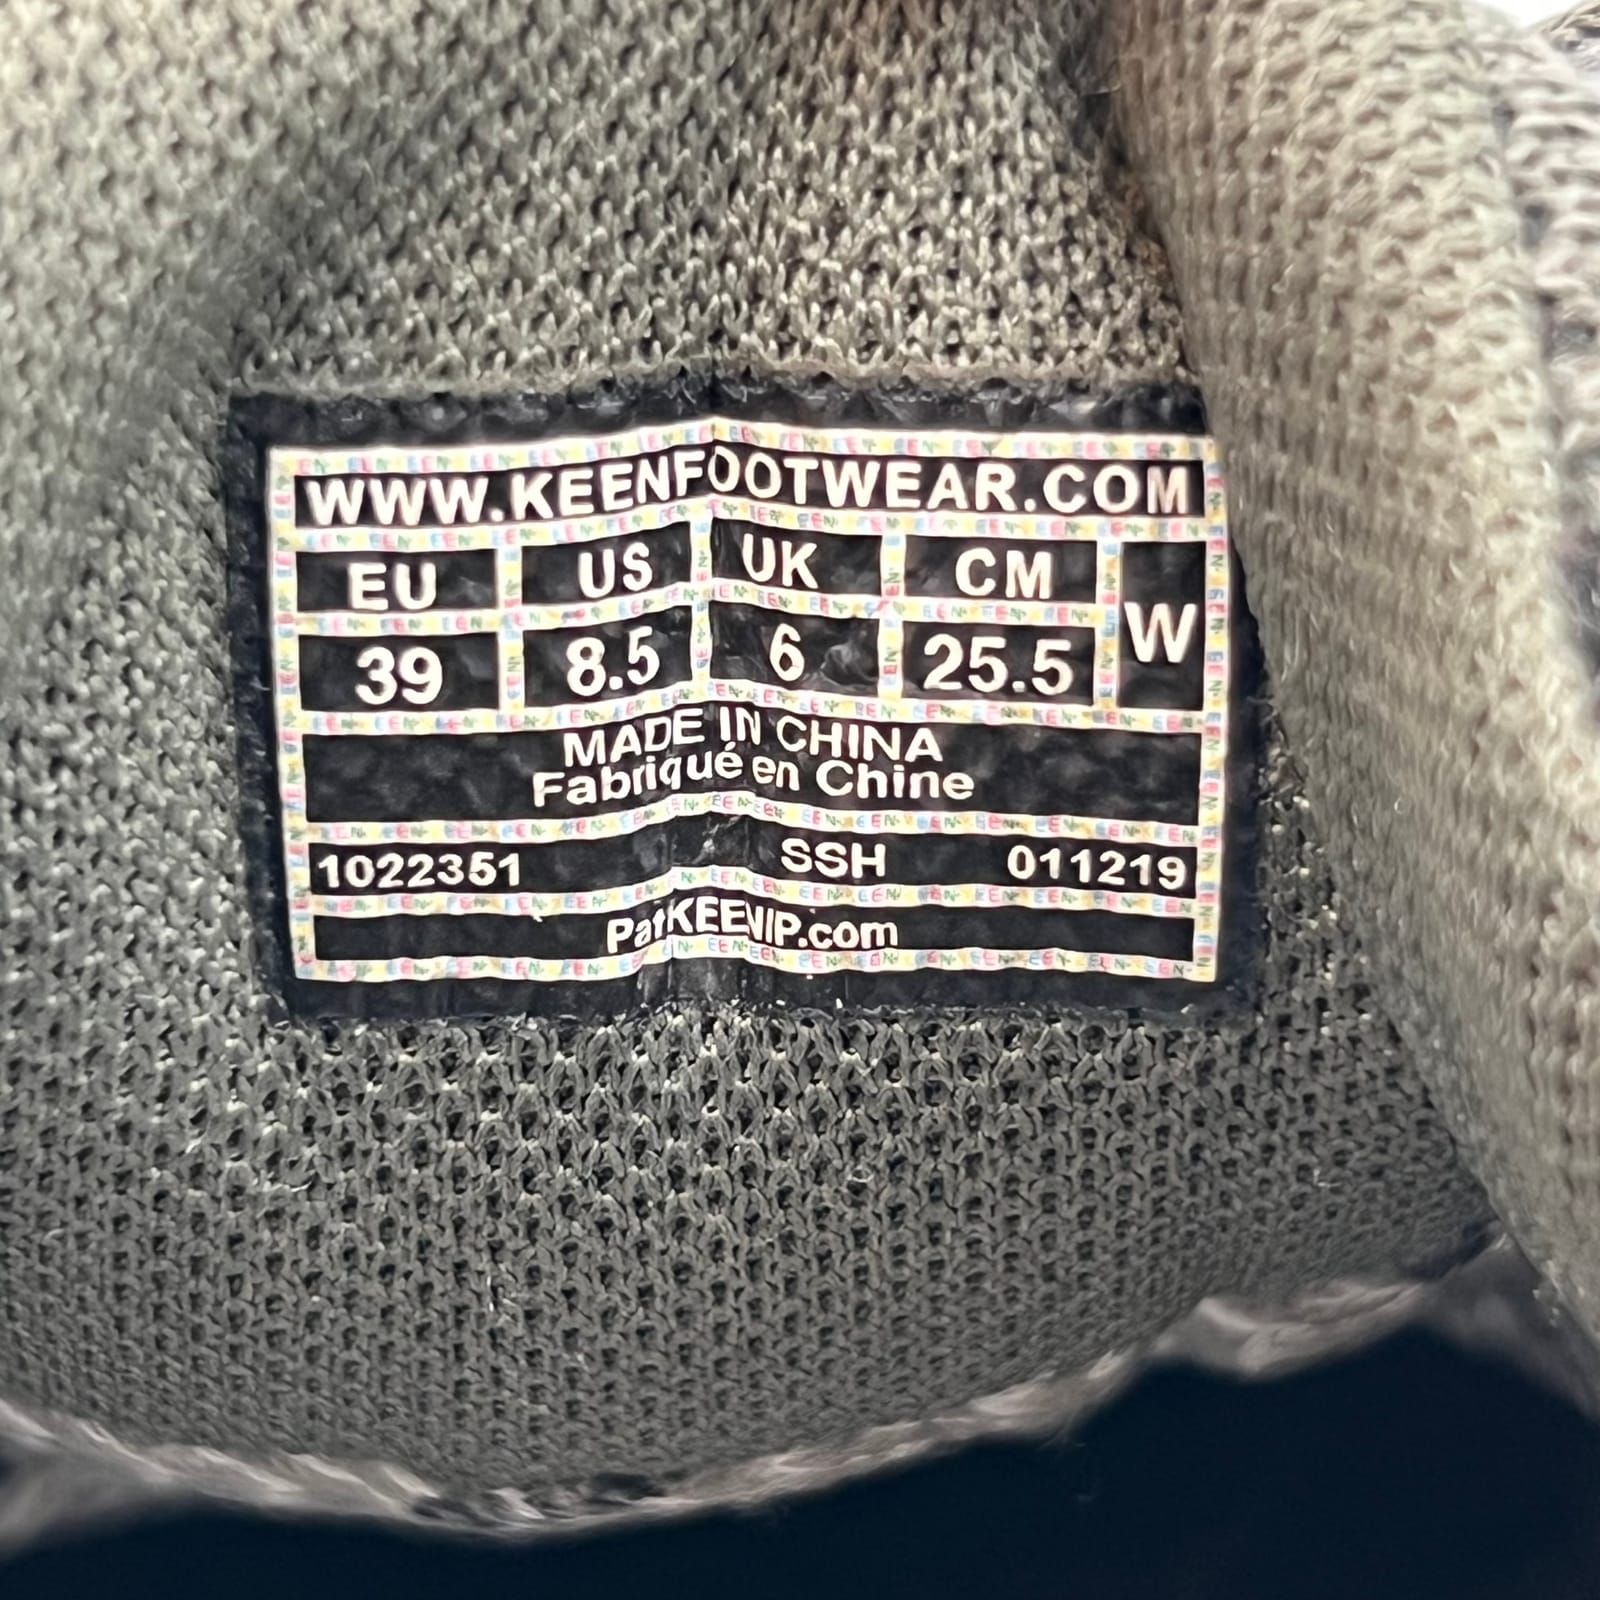 WWW.KEENFOOTWEAR.COM
EU US UK CM W
39 8.5 6 25.5
MADE IN CHINA
Fabriqué en Chine
1022351 SSH 011219
PatKEENIP.com